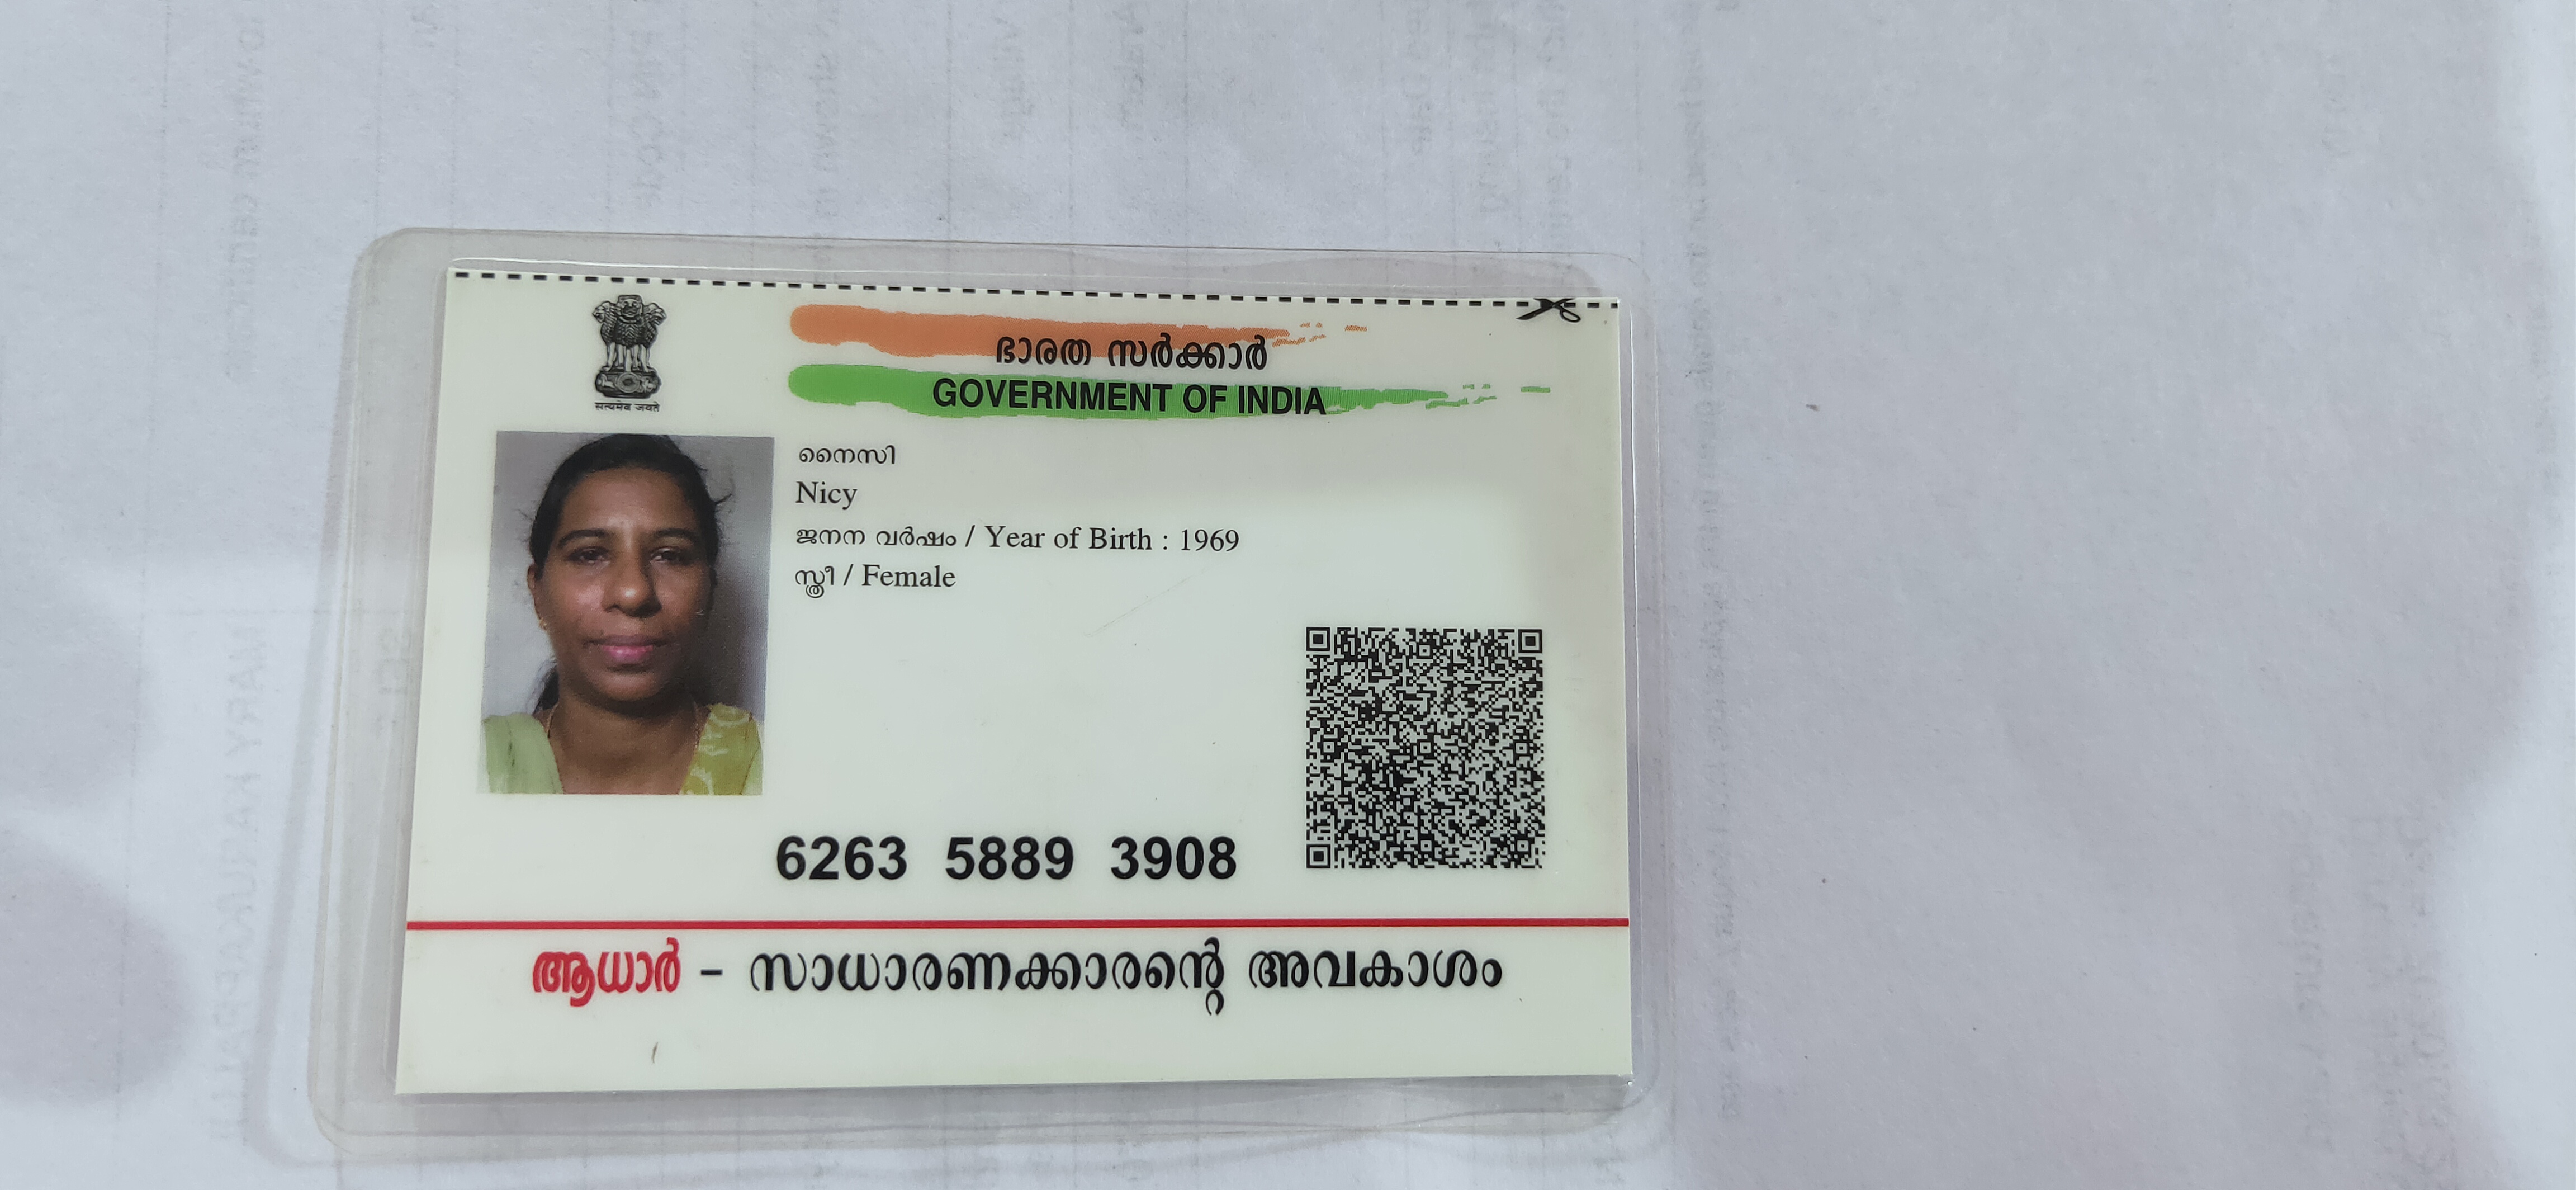 ഭാരത സർക്കാർ
GOVERNMENT OF INDIA
सत्यमेव जयते
നൈസി
Nicy
ജനന വർഷം / Year of Birth : 1969
സ്ത്രീ / Female
6263 5889 3908
ആധാർ - സാധാരണക്കാരന്റെ അവകാശം